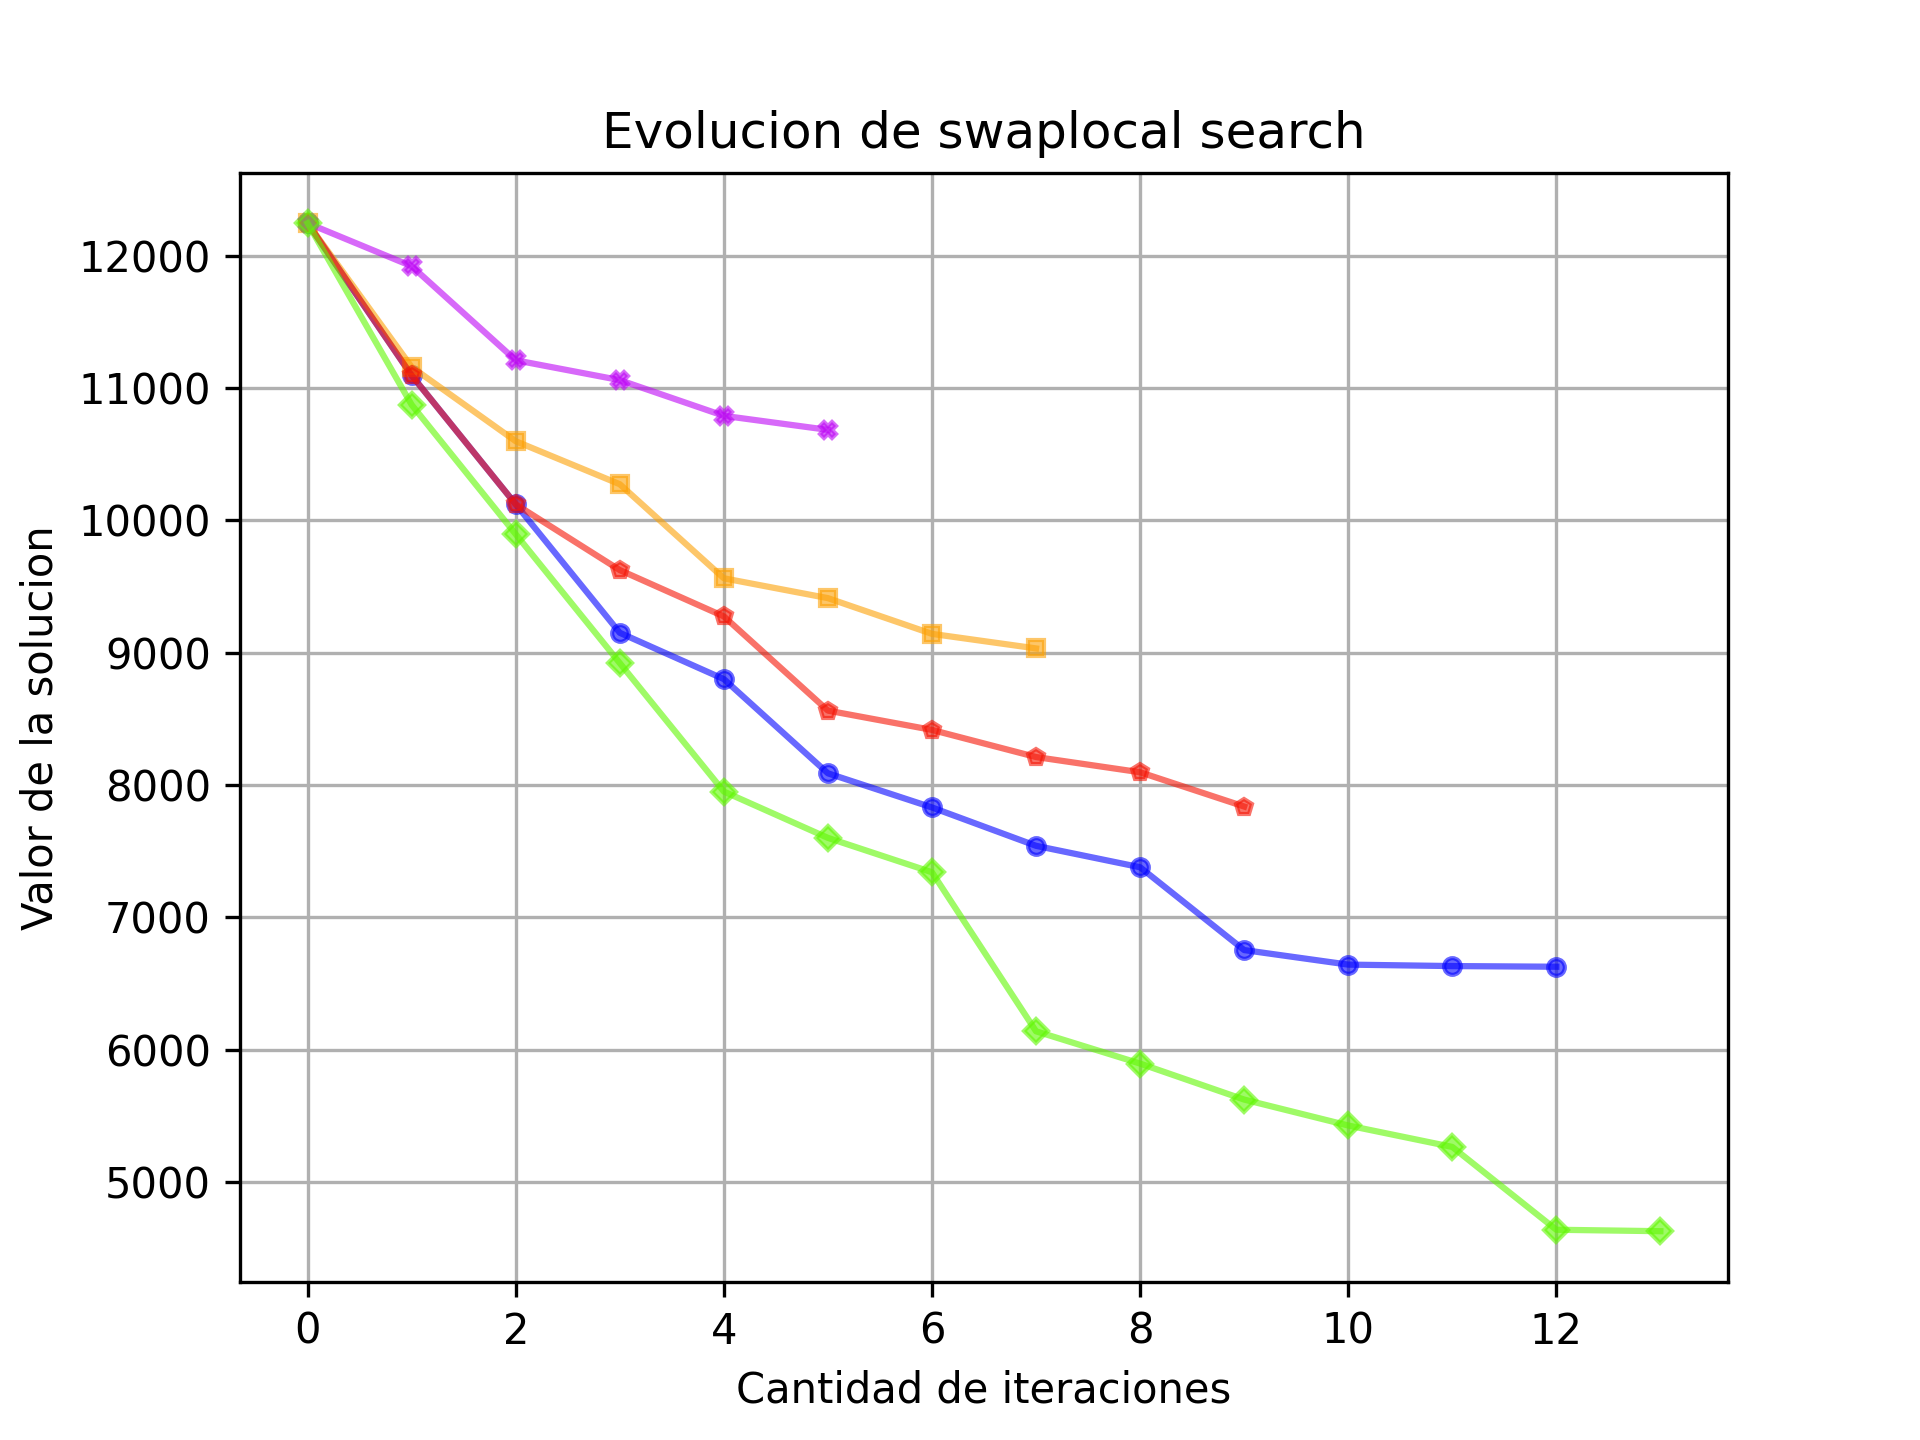 Evolucion de swaplocal search
Valor de la solucion
12000
11000
10000
9000
8000
7000
6000
5000
0 2 4 6 8 10 12
Cantidad de iteraciones